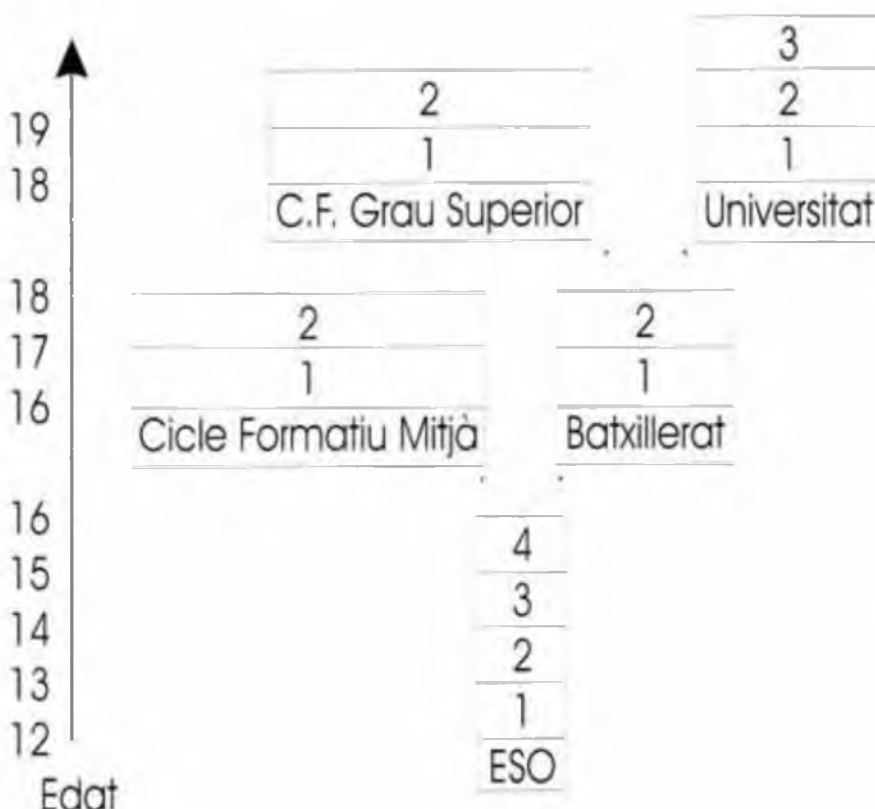 3
19 2 2
18 1 1
C.F. Grau Superior Universitat
18
2 2
17
1 1
16
Cicle Formatiu Mitjà Batxillerat
16
4
15
3
14
2
13
1
12
ESO
Edat